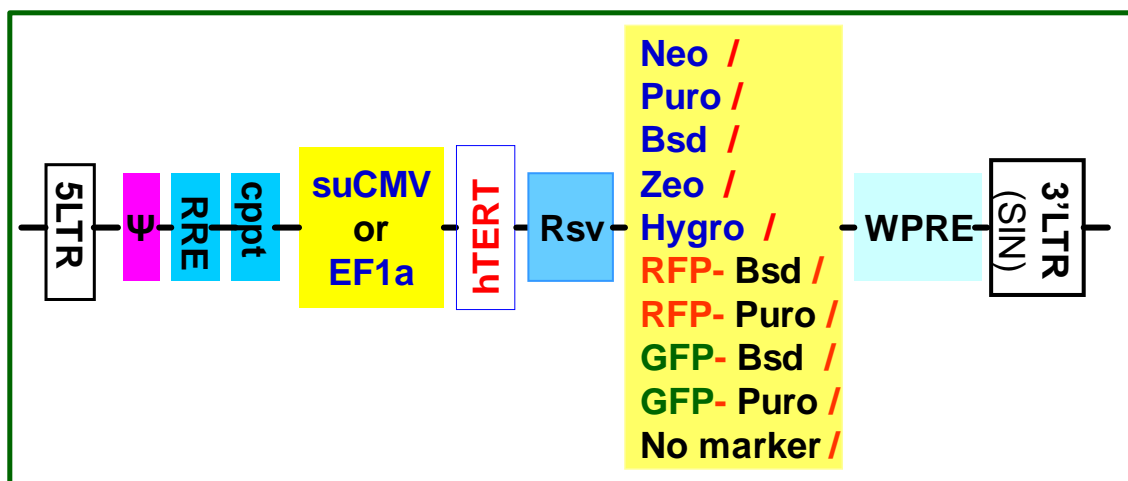 5LTR
Ψ
RRE
cppt
suCMV
or
EF1a
hTERT
Rsv
Neo /
Puro /
Bsd /
Zeo /
Hygro /
RFP- Bsd /
RFP- Puro /
GFP- Bsd /
GFP- Puro /
No marker /
WPRE
3'LTR
(SIN)